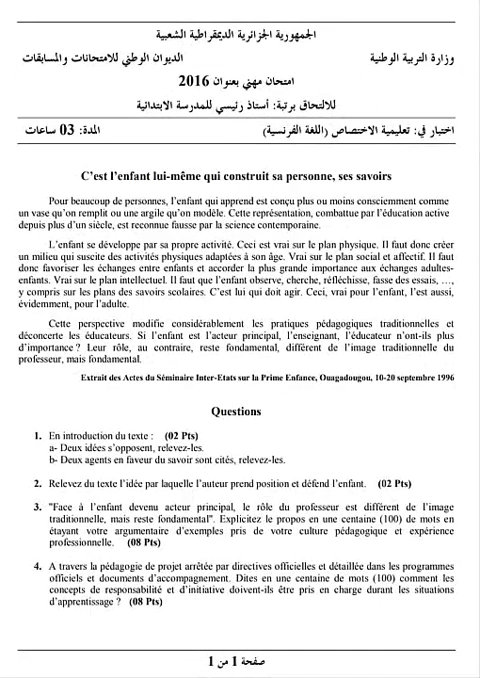 الجمهورية الجزائرية الديمقراطية الشعبية
وزارة التربية الوطنية الديوان الوطني للامتحانات والمسابقات
امتحان مهني بعنوان 2016
للالتحاق برتبة: أستاذ رئيسي للمدرسة الابتدائية
اختبار في: تعليمية الاختصاص (اللغة الفرنسية) المدة: 03 ساعات
C'est l'enfant lui-même qui construit sa personne, ses savoirs
Pour beaucoup de personnes, l'enfant qui apprend est conçu plus ou moins consciemment comme
un vase qu'on remplit ou une argile qu'on modèle. Cette représentation, combattue par l'éducation active
depuis plus d'un siècle, est reconnue fausse par la science contemporaine.
L'enfant se développe par sa propre activité. Ceci est vrai sur le plan physique. Il faut donc créer
un milieu qui suscite des activités physiques adaptées à son âge. Vrai sur le plan social et affectif. Il faut
donc favoriser les échanges entre enfants et accorder la plus grande importance aux échanges adultes-
enfants. Vrai sur le plan intellectuel. Il faut que l'enfant observe, cherche, réfléchisse, fasse des essais, …,
y compris sur les plans des savoirs scolaires. C'est lui qui doit agir. Ceci, vrai pour l'enfant, l'est aussi,
évidemment, pour l'adulte.
Cette perspective modifie considérablement les pratiques pédagogiques traditionnelles et
déconcerte les éducateurs. Si l'enfant est l'acteur principal, l'enseignant, l'éducateur n'ont-ils plus
d'importance ? Leur rôle, au contraire, reste fondamental, différent de l'image traditionnelle du
professeur, mais fondamental.
Extrait des Actes du Séminaire Inter-Etats sur la Prime Enfance, Ouagadougou, 10-20 septembre 1996
Questions
1. En introduction du texte : (02 Pts)
a- Deux idées s'opposent, relevez-les.
b- Deux agents en faveur du savoir sont cités, relevez-les.
2. Relevez du texte l'idée par laquelle l'auteur prend position et défend l'enfant. (02 Pts)
3. "Face à l'enfant devenu acteur principal, le rôle du professeur est différent de l'image
traditionnelle, mais reste fondamental". Explicitez le propos en une centaine (100) de mots en
étayant votre argumentaire d'exemples pris de votre culture pédagogique et expérience
professionnelle. (08 Pts)
4. A travers la pédagogie de projet arrêtée par directives officielles et détaillée dans les programmes
officiels et documents d'accompagnement. Dites en une centaine de mots (100) comment les
concepts de responsabilité et d'initiative doivent-ils être pris en charge durant les situations
d'apprentissage ? (08 Pts)
صفحة 1 من 1